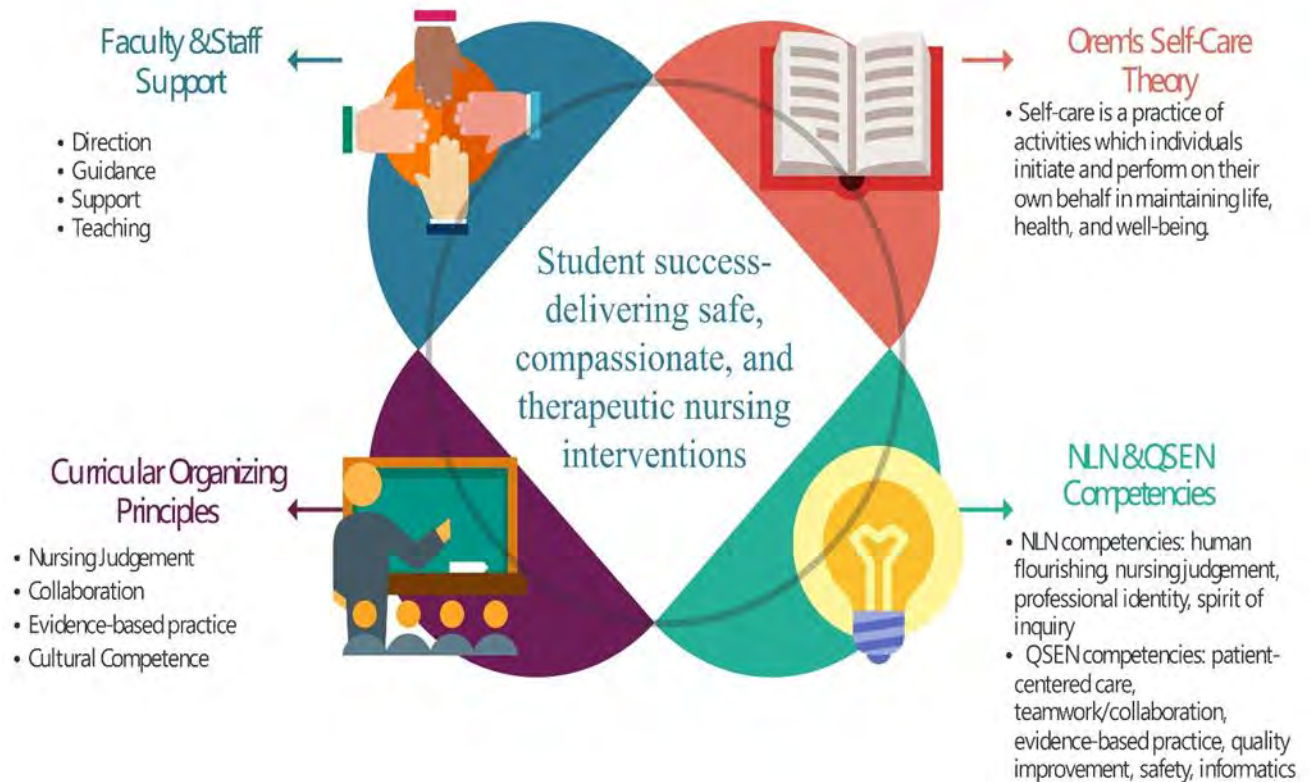 Faculty & Staff
Support
• Direction
• Guidance
• Support
• Teaching
Orem's Self-Care
Theory
• Self-care is a practice of
activities which individuals
initiate and perform on their
own behalf in maintaining life,
health, and well-being.
Student success-
delivering safe,
compassionate, and
therapeutic nursing
interventions
Curricular Organizing
Principles
• Nursing Judgement
• Collaboration
• Evidence-based practice
• Cultural Competence
NLN & QSEN
Competencies
• NLN competencies: human
flourishing, nursing judgement,
professional identity, spirit of
inquiry
• QSEN competencies: patient-
centered care,
teamwork/collaboration,
evidence-based practice, quality
improvement, safety, informatics